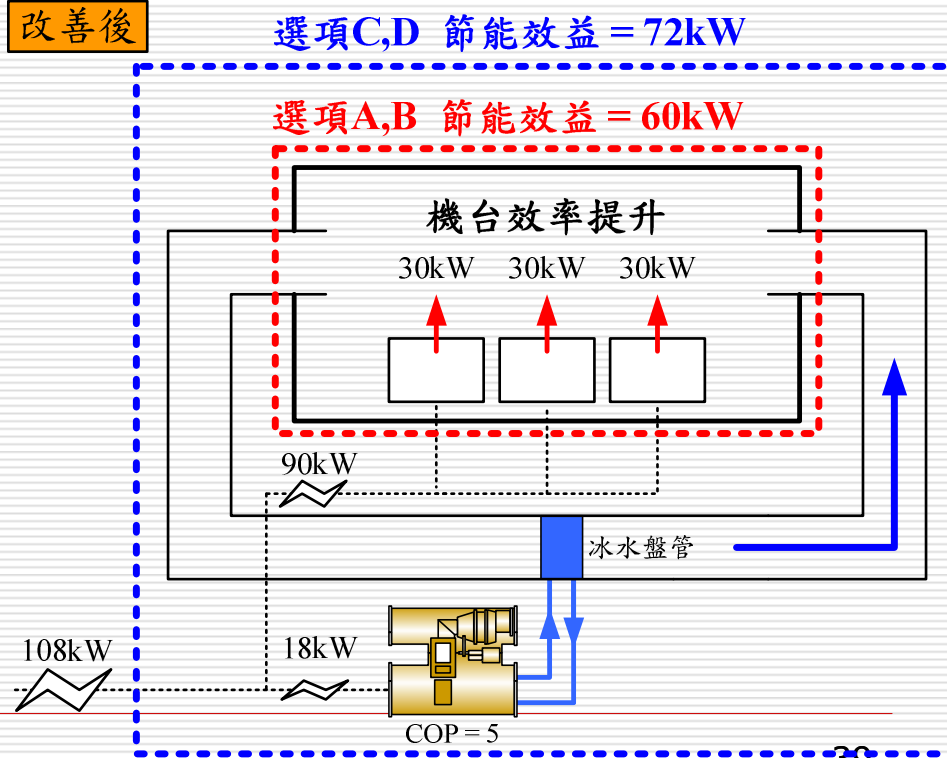 改善後
選項C,D 節能效益 = 72kW
選項A,B 節能效益 = 60kW
機台效率提升
30kW 30kW 30kW
90kW
冰水盤管
108kW
18kW
COP = 5